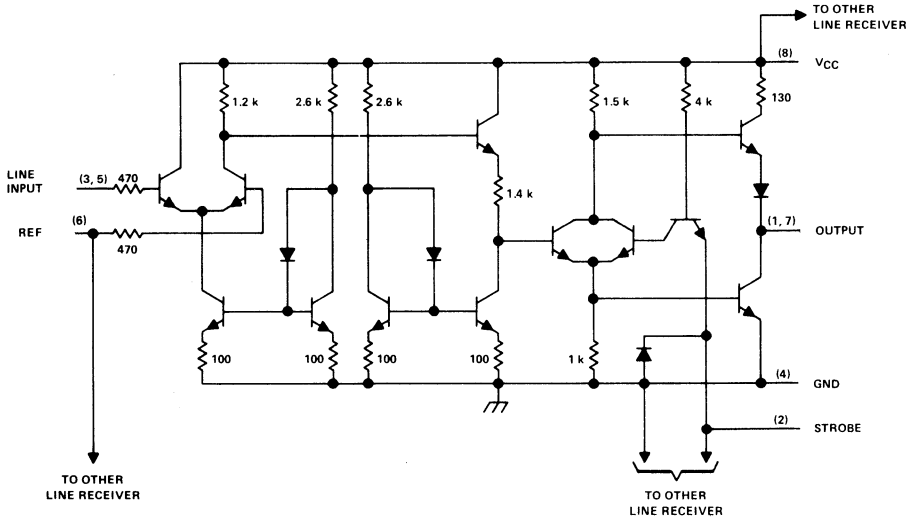 TO OTHER
LINE RECEIVER
(8)
VCC
1.2 k
2.6 k
2.6 k
1.5 k
4 k
130
LINE
INPUT
(3, 5)
470
1.4 k
REF
(6)
470
(1, 7)
OUTPUT
100
100
100
100
1 k
(4)
GND
(2)
STROBE
TO OTHER
LINE RECEIVER
TO OTHER
LINE RECEIVER